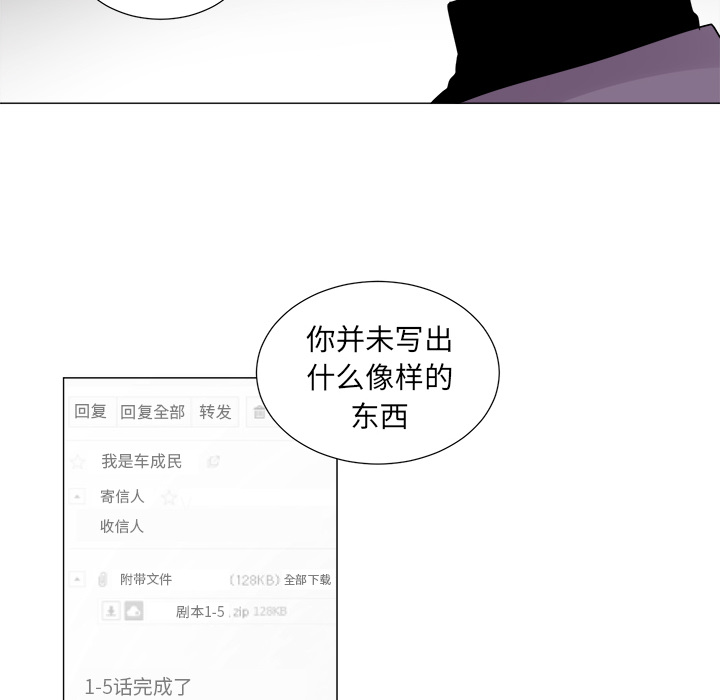 你并未写出
什么像样的
东西
回复 回复全部 转发
我是车成民
寄信人
收信人
附带文件 (128KB) 全部下载
剧本1-5 .zip 128KB
1-5话完成了